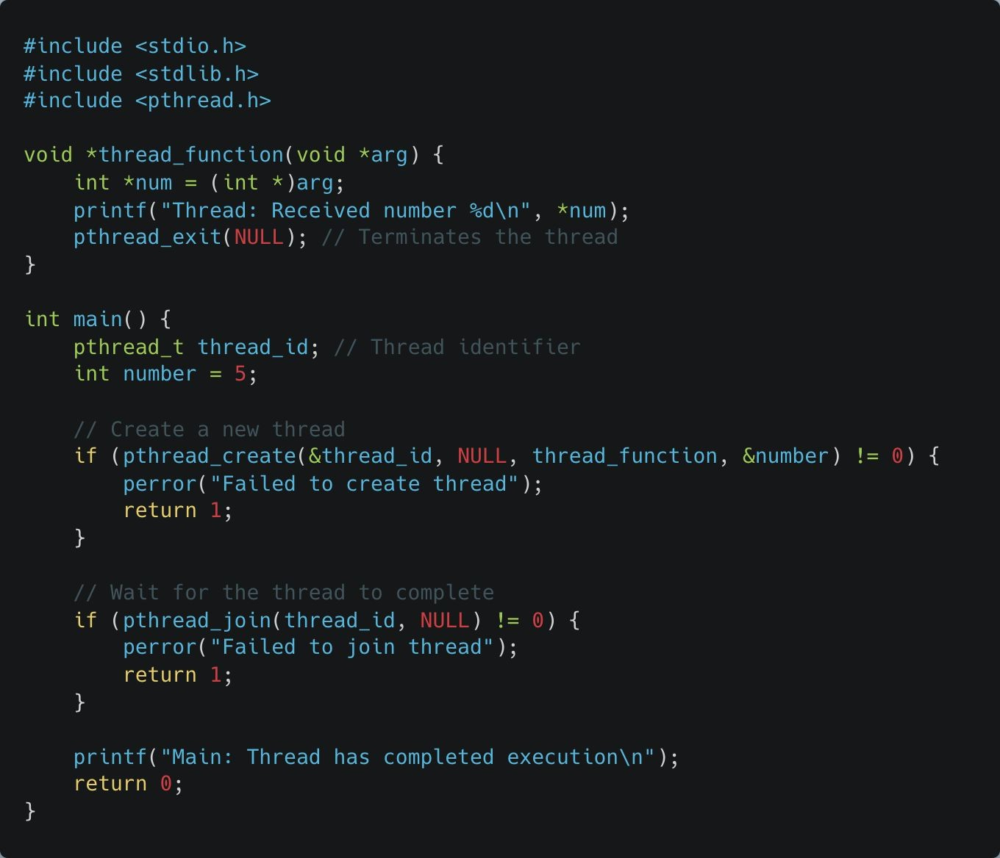 #include <stdio.h>
#include <stdlib.h>
#include <pthread.h>

void *thread_function(void *arg) {
    int *num = (int *)arg;
    printf("Thread: Received number %d\n", *num);
    pthread_exit(NULL); // Terminates the thread
}

int main() {
    pthread_t thread_id; // Thread identifier
    int number = 5;

    // Create a new thread
    if (pthread_create(&thread_id, NULL, thread_function, &number) != 0) {
        perror("Failed to create thread");
        return 1;
    }

    // Wait for the thread to complete
    if (pthread_join(thread_id, NULL) != 0) {
        perror("Failed to join thread");
        return 1;
    }

    printf("Main: Thread has completed execution\n");
    return 0;
}